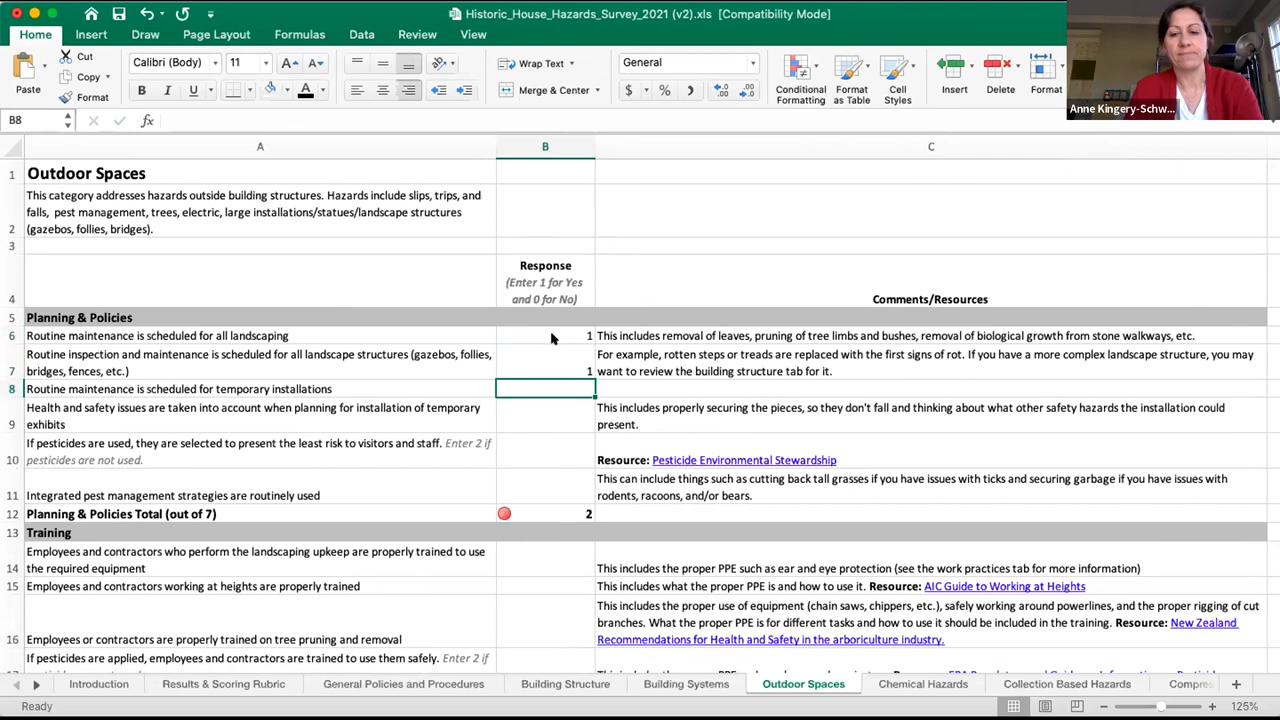 Historic_House_Hazards_Survey_2021 (v2).xls [Compatibility Mode]
Home Insert Draw Page Layout Formulas Data Review View
Cut
Copy
Format
Paste
Calibri (Body) 11
B I U A
Wrap Text
Merge & Center
General
$ %
Conditional
Formatting
Format
as Table
Cell
Styles
Insert
Delete
Format
Anne Kingery-Schw...
B8
fx
A B C
1 Outdoor Spaces
This category addresses hazards outside building structures. Hazards include slips, trips, and
falls, pest management, trees, electric, large installations/statues/landscape structures
2 (gazebos, follies, bridges).
3
Response
(Enter 1 for Yes
4 and 0 for No) Comments/Resources
5 Planning & Policies
6 Routine maintenance is scheduled for all landscaping 1 This includes removal of leaves, pruning of tree limbs and bushes, removal of biological growth from stone walkways, etc.
Routine inspection and maintenance is scheduled for all landscape structures (gazebos, follies, For example, rotten steps or treads are replaced with the first signs of rot. If you have a more complex landscape structure, you may
7 bridges, fences, etc.) 1 want to review the building structure tab for it.
8 Routine maintenance is scheduled for temporary installations
Health and safety issues are taken into account when planning for installation of temporary This includes properly securing the pieces, so they don't fall and thinking about what other safety hazards the installation could
9 exhibits present.
If pesticides are used, they are selected to present the least risk to visitors and staff. Enter 2 if
10 pesticides are not used. Resource: Pesticide Environmental Stewardship
This can include things such as cutting back tall grasses if you have issues with ticks and securing garbage if you have issues with
11 Integrated pest management strategies are routinely used rodents, racoons, and/or bears.
12 Planning & Policies Total (out of 7) 2
13 Training
Employees and contractors who perform the landscaping upkeep are properly trained to use
14 the required equipment This includes the proper PPE such as ear and eye protection (see the work practices tab for more information)
15 Employees and contractors working at heights are properly trained This includes what the proper PPE is and how to use it. Resource: AIC Guide to Working at Heights
This includes the proper use of equipment (chain saws, chippers, etc.), safely working around powerlines, and the proper rigging of cut
branches. What the proper PPE is for different tasks and how to use it should be included in the training. Resource: New Zealand
16 Employees or contractors are properly trained on tree pruning and removal Recommendations for Health and Safety in the arboriculture industry.
If pesticides are applied, employees and contractors are trained to use them safely. Enter 2 if
Introduction Results & Scoring Rubric General Policies and Procedures Building Structure Building Systems Outdoor Spaces Chemical Hazards Collection Based Hazards Compres
Ready 125%